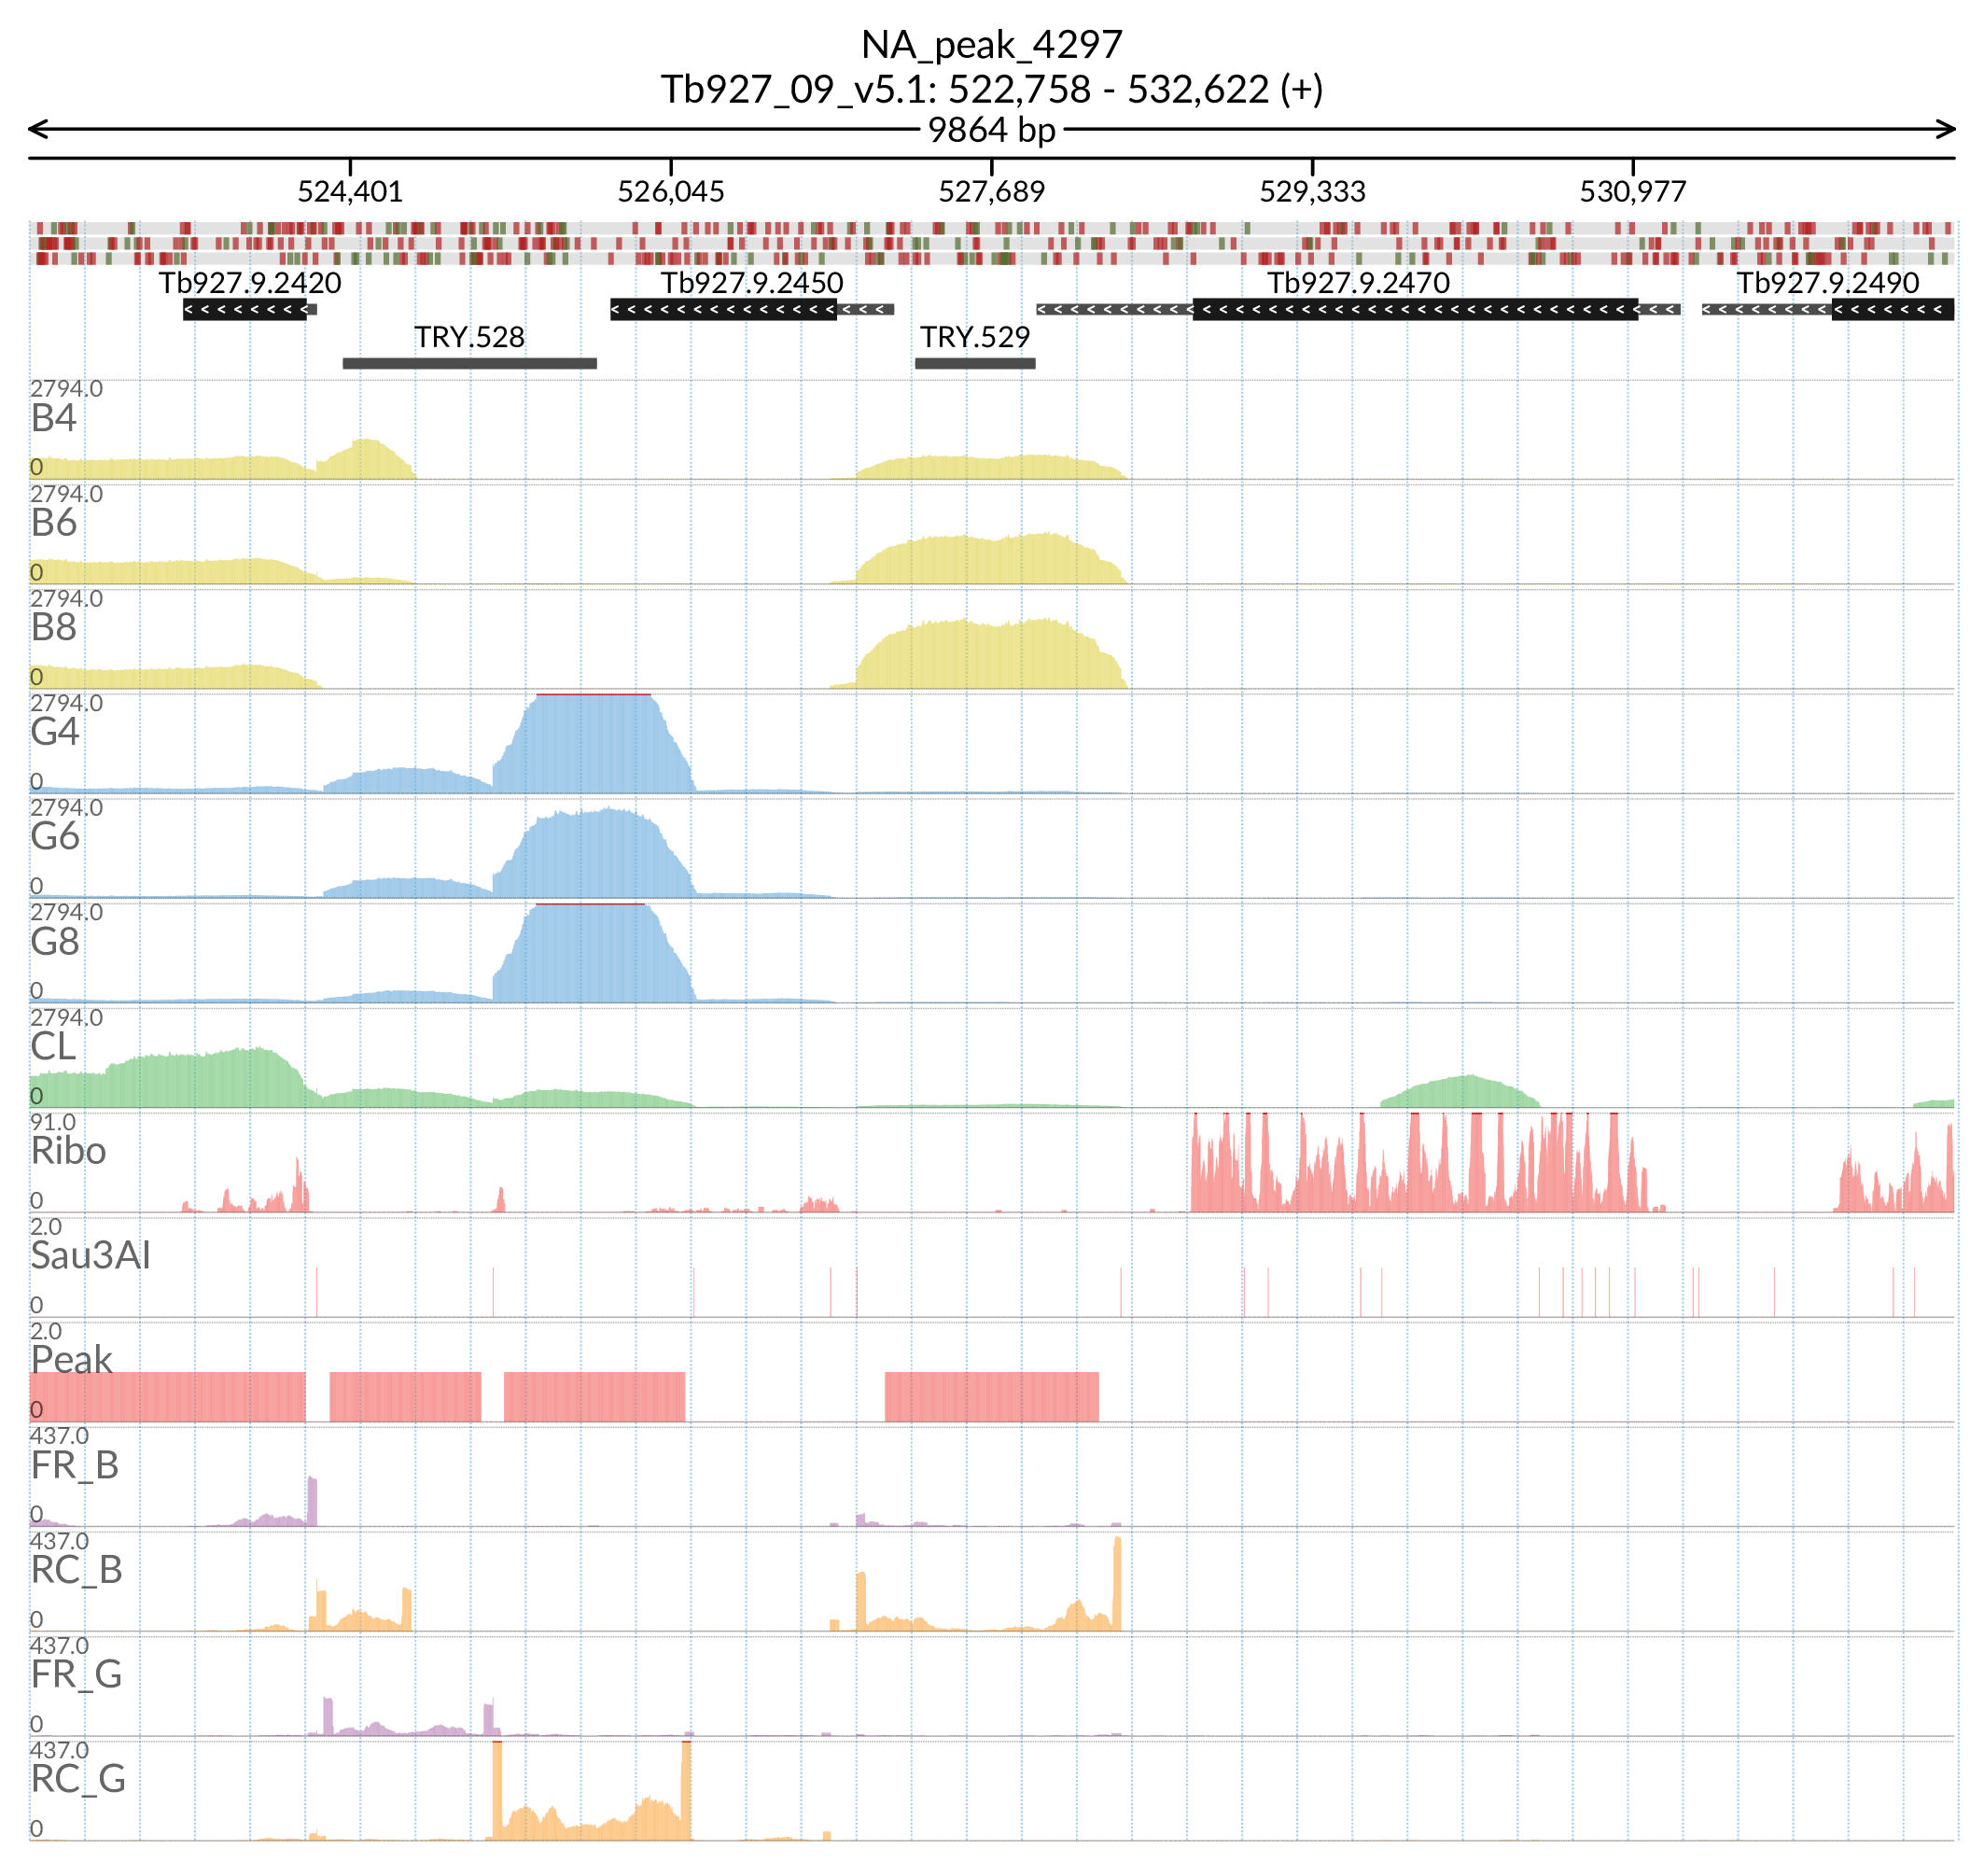 NA_peak_4297
Tb927_09_v5.1: 522,758 - 532,622 (+)
9864 bp
524,401 526,045 527,689 529,333 530,977
Tb927.9.2420 Tb927.9.2450 Tb927.9.2470 Tb927.9.2490
TRY.528 TRY.529
2794.0
B4
0
2794.0
B6
0
2794.0
B8
0
2794.0
G4
0
2794.0
G6
0
2794.0
G8
0
2794.0
CL
0
91.0
Ribo
0
2.0
Sau3AI
0
2.0
Peak
0
437.0
FR_B
0
437.0
RC_B
0
437.0
FR_G
0
437.0
RC_G
0